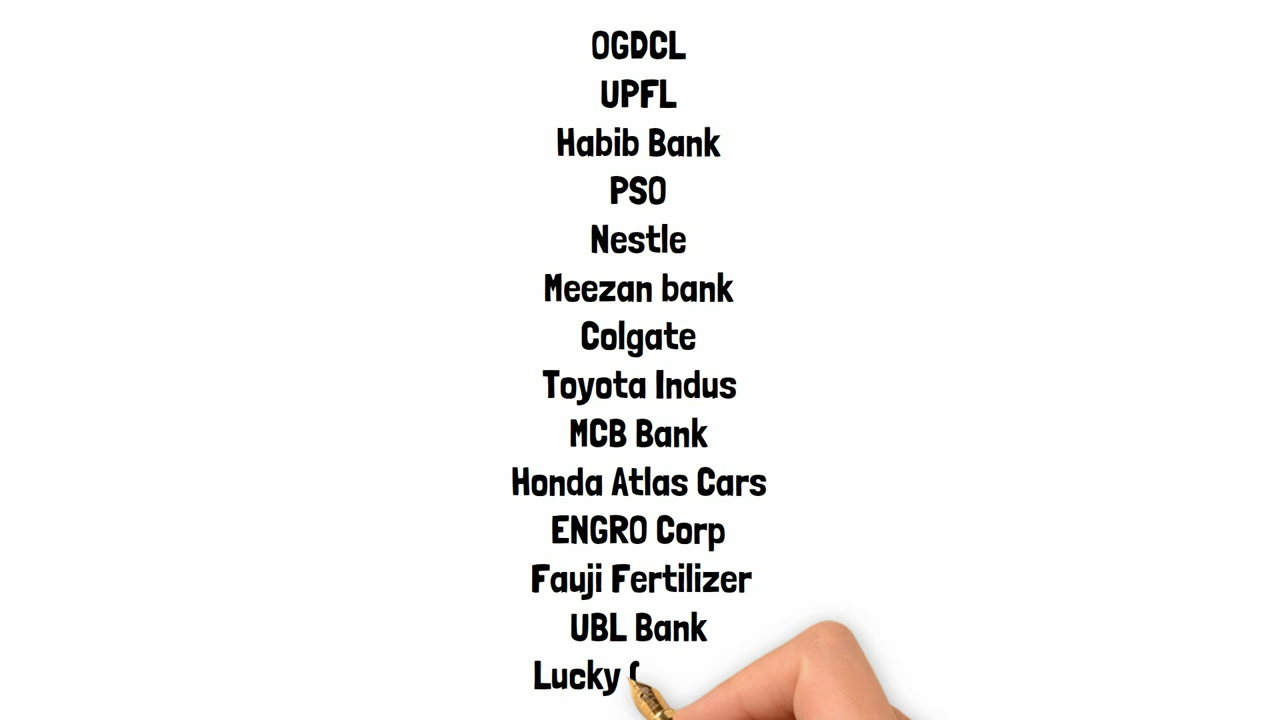 OGDCL
UPFL
Habib Bank
PSO
Nestle
Meezan bank
Colgate
Toyota Indus
MCB Bank
Honda Atlas Cars
ENGRO Corp
Fauji Fertilizer
UBL Bank
Lucky